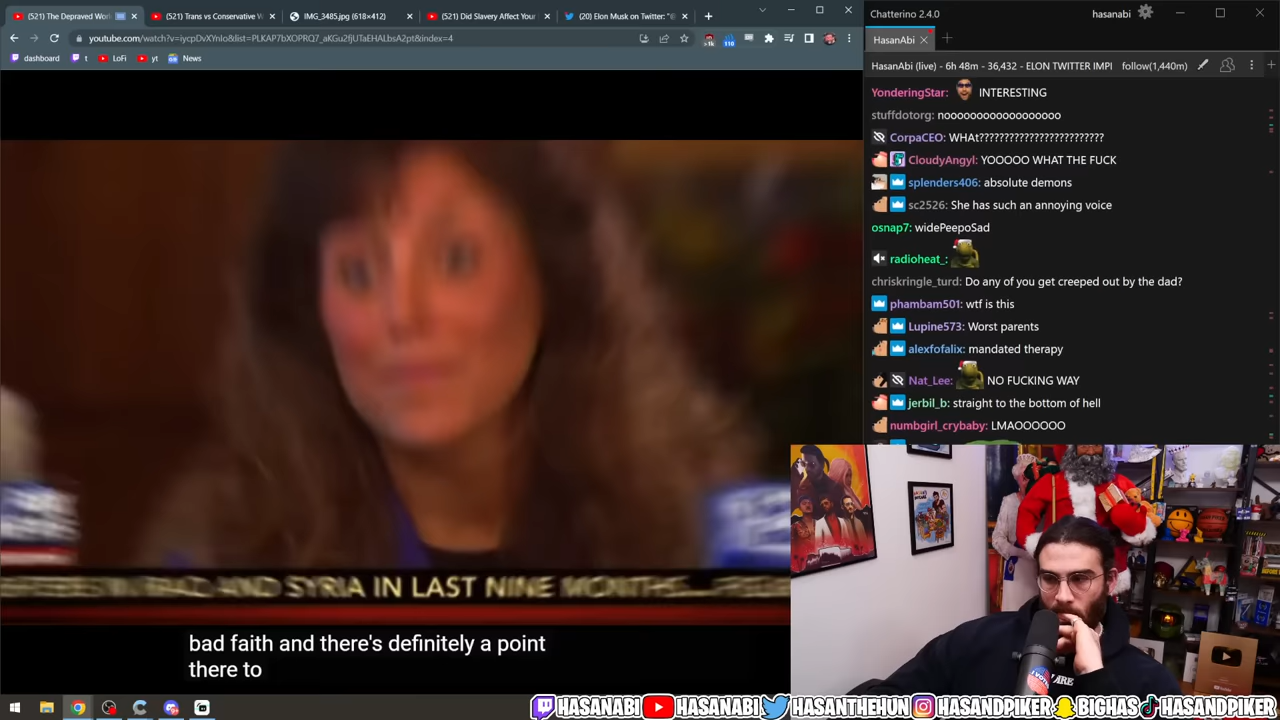 (521) The Depraved Wor
(521) Trans vs Conservative W
IMG_3485.jpg (618×412)
(521) Did Slavery Affect Your
(20) Elon Musk on Twitter: "@
youtube.com/watch?v=iycpDvXYnIo&list=PLKAP7bXOPRQ7_aKGu2fjUTaEHALbsA2pt&index=4
dashboard
t
LoFi
yt
News
Chatterino 2.4.0
hasanabi
HasanAbi
HasanAbi (live) - 6h 48m - 36,432 - ELON TWITTER IMPI
follow(1,440m)
YonderingStar: INTERESTING
stuffdotorg: nooooooooooooooooooo
CorpaCEO: WHAt?????????????????????????
CloudyAngyl: YOOOOO WHAT THE FUCK
splenders406: absolute demons
sc2526: She has such an annoying voice
osnap7: widePeepoSad
radioheat_:
chriskringle_turd: Do any of you get creeped out by the dad?
phambam501: wtf is this
Lupine573: Worst parents
alexfofalix: mandated therapy
Nat_Lee: NO FUCKING WAY
jerbil_b: straight to the bottom of hell
numbgirl_crybaby: LMAOOOOOO
AND SYRIA IN LAST NINE MONTHS...
bad faith and there's definitely a point
there to
HASANABI
HASANABI
HASANTHEHUN
HASANDPIKER
BIGHAS
HASANDPIKER